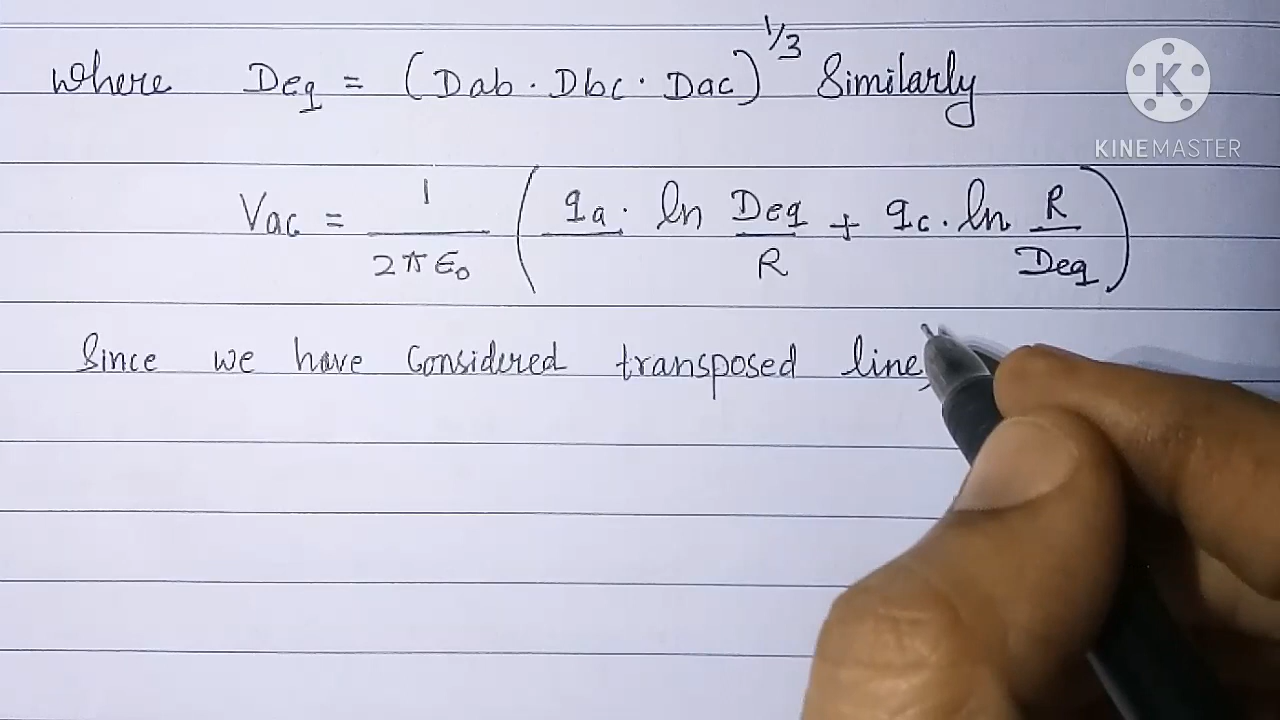 where Deq = (Dab · Dbc · Dac)^1/3 Similarly
K
KINEMASTER
Vac = 1/2πε₀ (qa · ln Deq/R + qc · ln R/Deq)
Since we have considered transposed line,